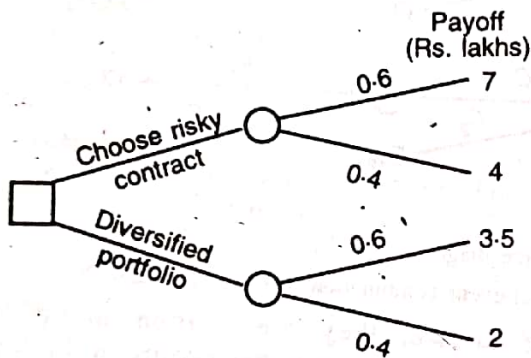 Payoff
(Rs. lakhs)
0·6
7
Choose risky
contract
0·4
4
Diversified
portfolio
0·6
3·5
0·4
2